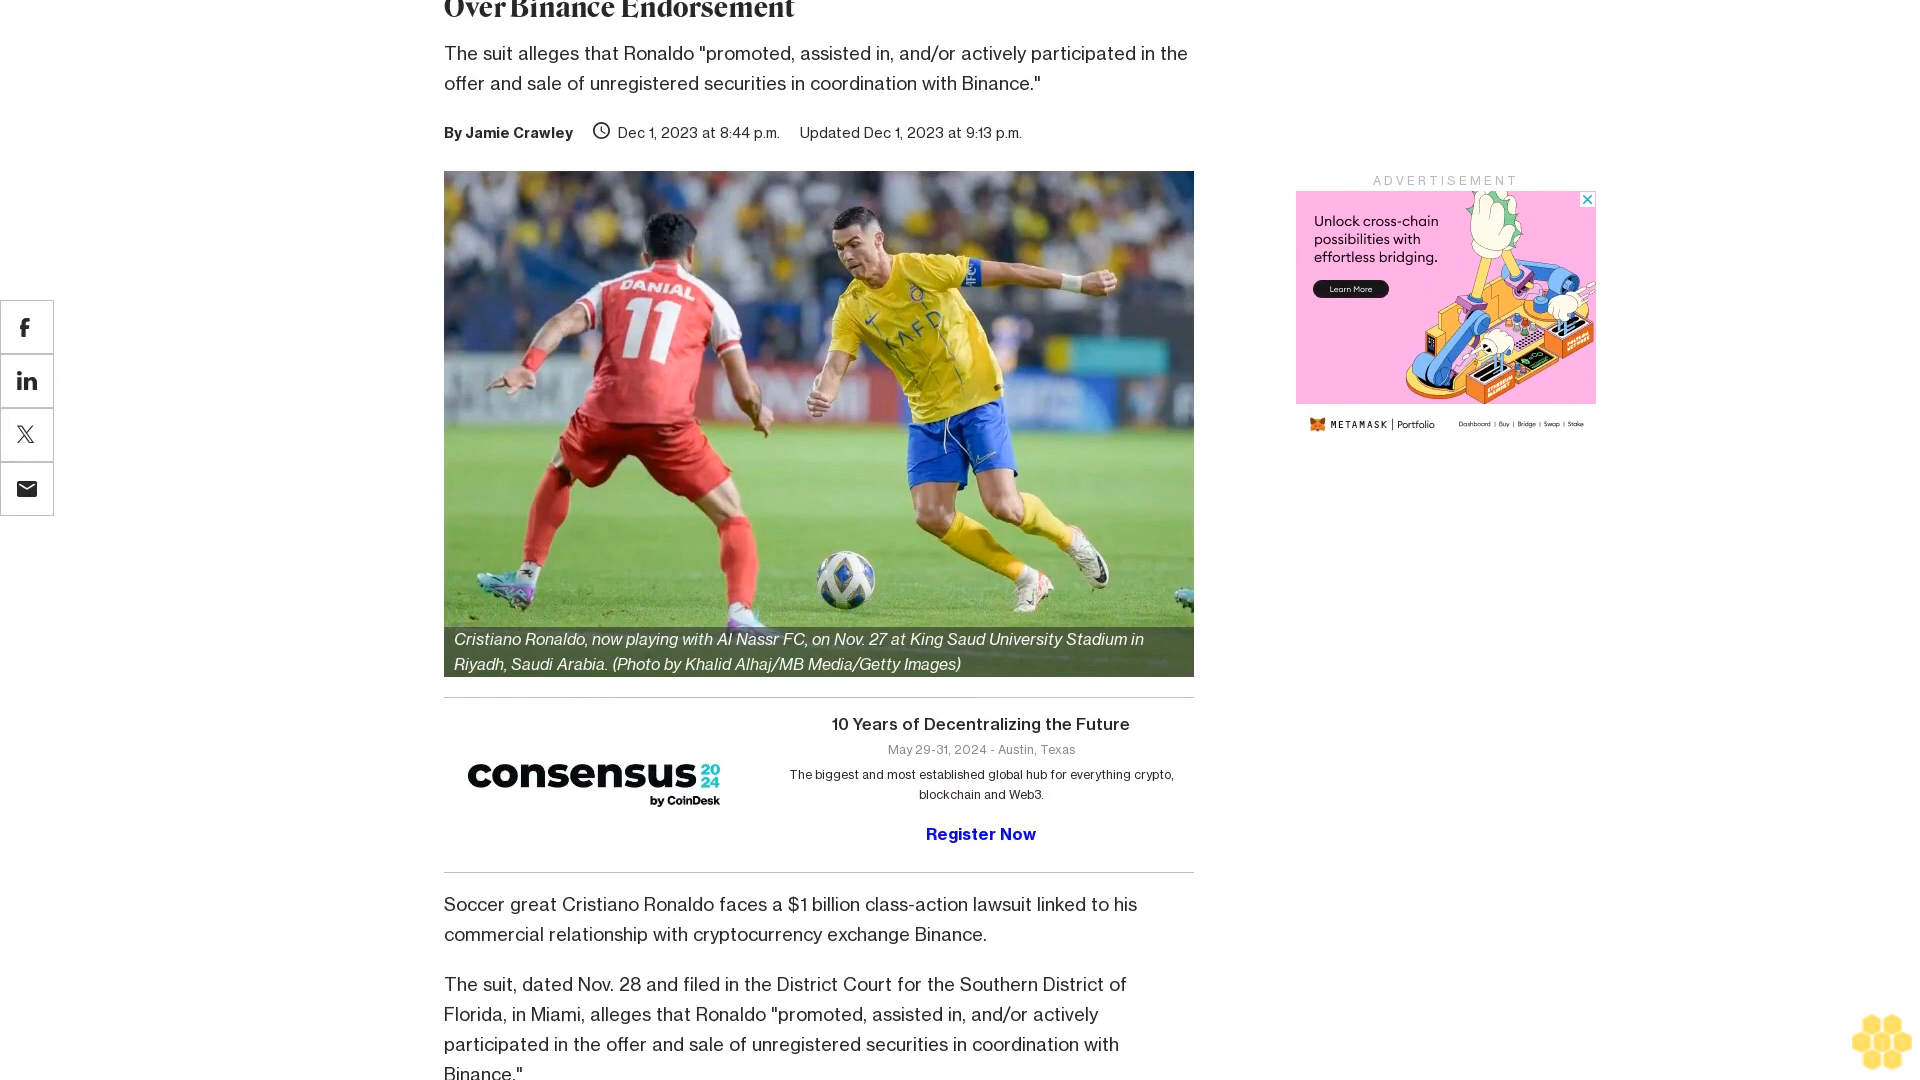 Over Binance Endorsement
The suit alleges that Ronaldo "promoted, assisted in, and/or actively participated in the
offer and sale of unregistered securities in coordination with Binance."
By Jamie Crawley
Dec 1, 2023 at 8:44 p.m.
Updated Dec 1, 2023 at 9:13 p.m.
DANIAL
11
KAFD
Cristiano Ronaldo, now playing with Al Nassr FC, on Nov. 27 at King Saud University Stadium in
Riyadh, Saudi Arabia. (Photo by Khalid Alhaj/MB Media/Getty Images)
ADVERTISEMENT
Unlock cross-chain
possibilities with
effortless bridging.
Learn More
METAMASK | Portfolio
Dashboard | Buy | Bridge | Swap | Stake
consensus 20
24
by CoinDesk
10 Years of Decentralizing the Future
May 29-31, 2024 - Austin, Texas
The biggest and most established global hub for everything crypto,
blockchain and Web3.
Register Now
Soccer great Cristiano Ronaldo faces a $1 billion class-action lawsuit linked to his
commercial relationship with cryptocurrency exchange Binance.
The suit, dated Nov. 28 and filed in the District Court for the Southern District of
Florida, in Miami, alleges that Ronaldo "promoted, assisted in, and/or actively
participated in the offer and sale of unregistered securities in coordination with
Binance."